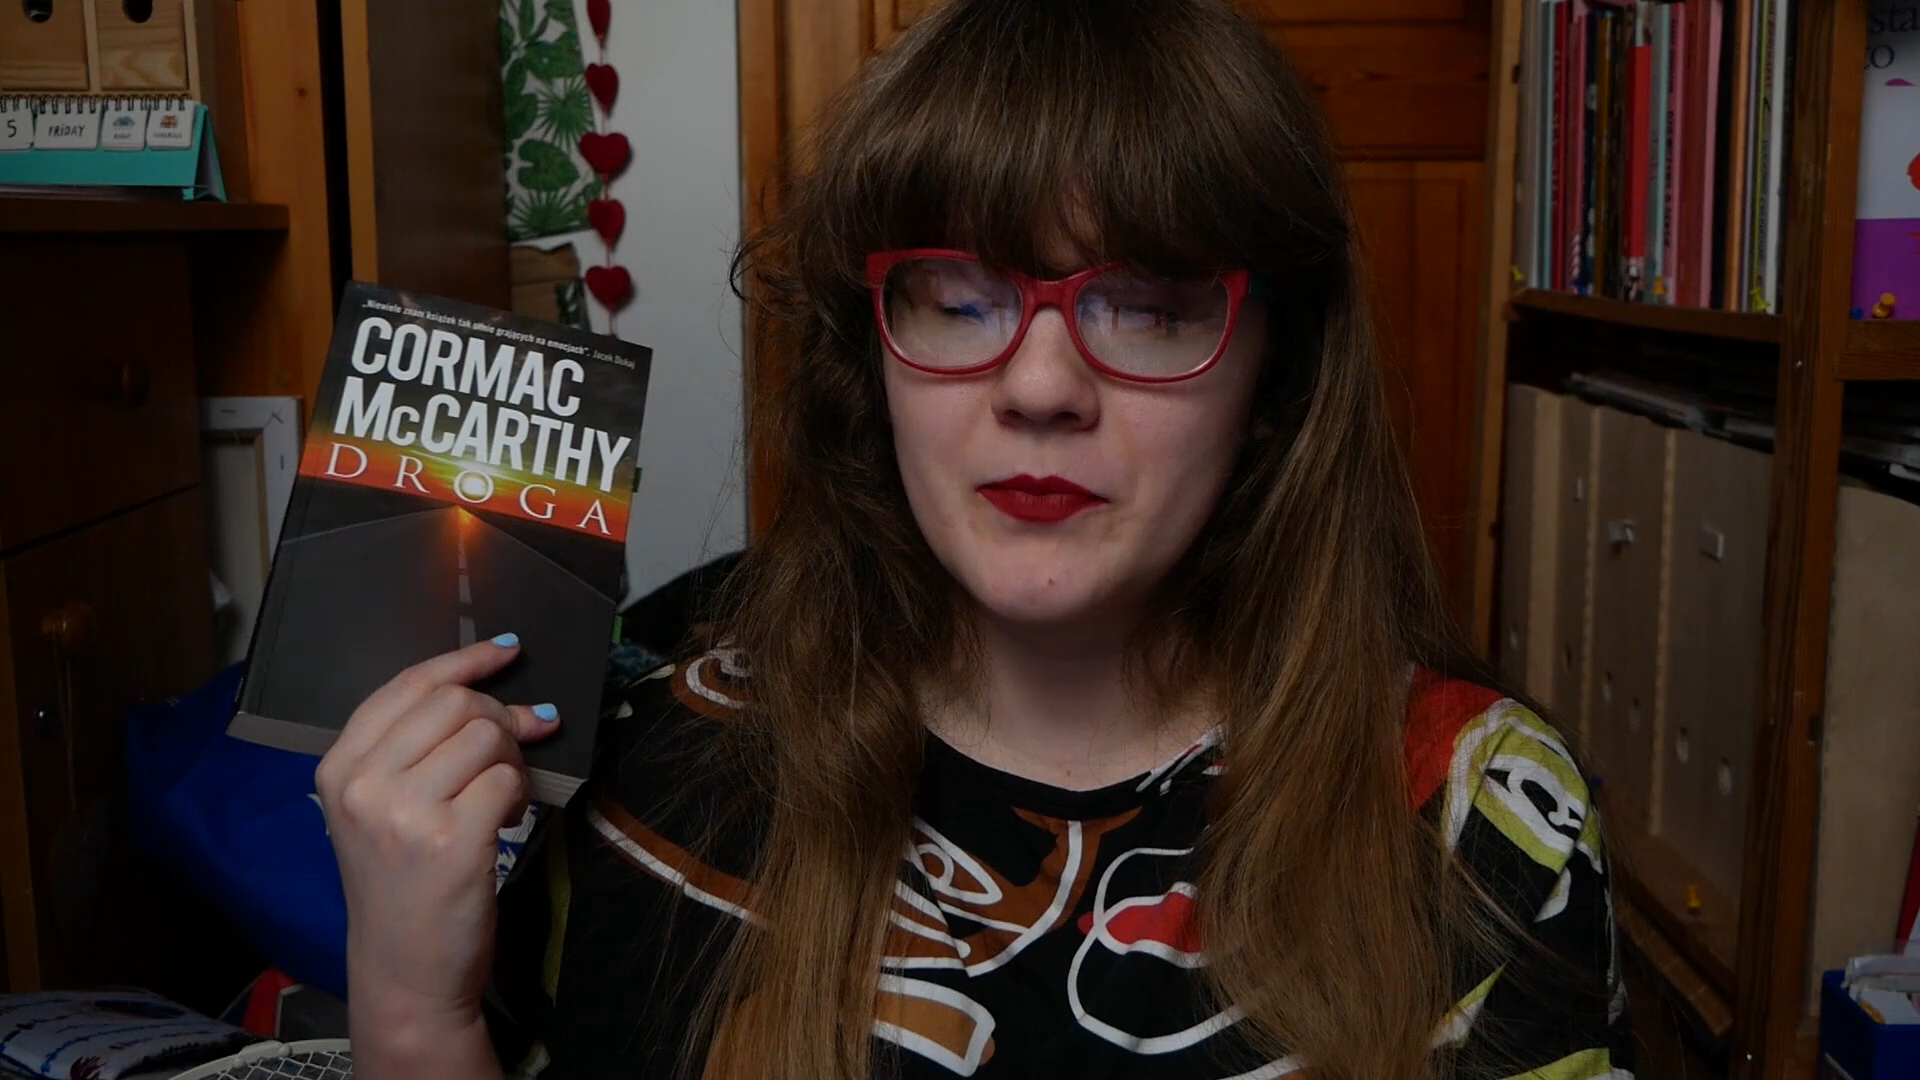 5 FRIDAY
„Niewiele znam książek tak silnie grających na emocjach”. Jacek Dukaj
CORMAC
McCARTHY
DROGA